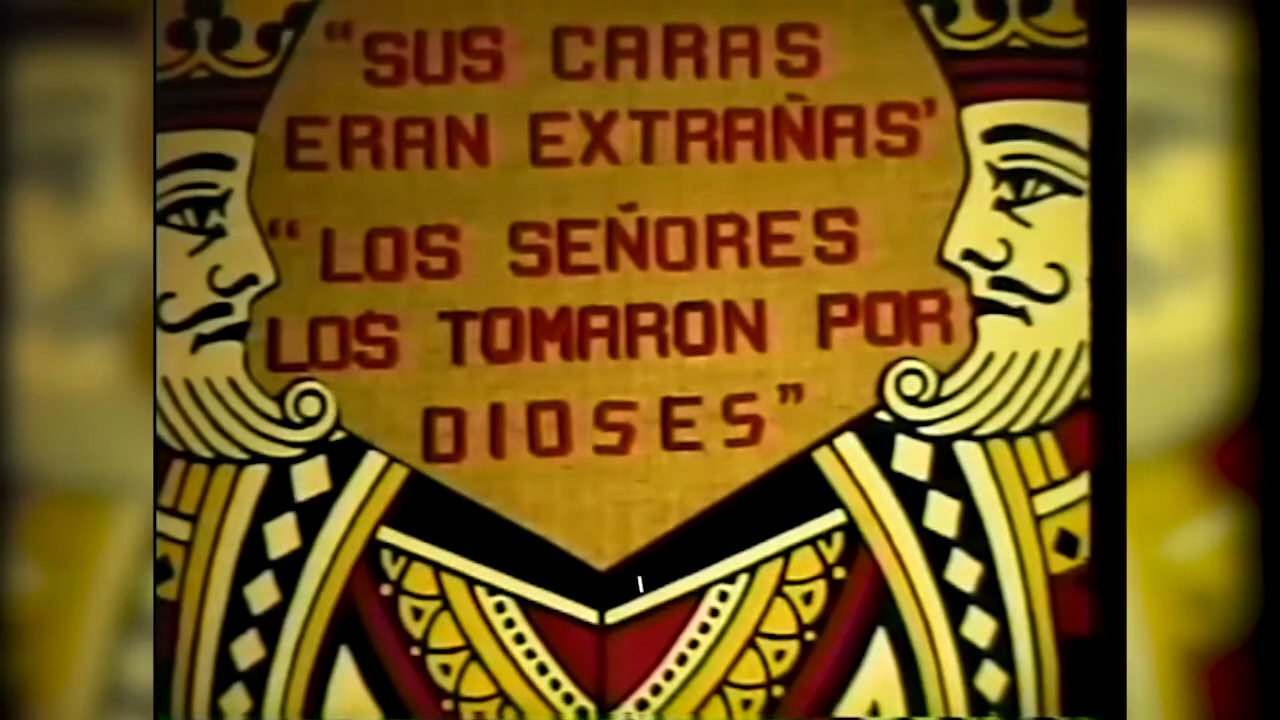 “SUS CARAS
ERAN EXTRAÑAS’
“LOS SEÑORES
LOS TOMARON POR
DIOSES”